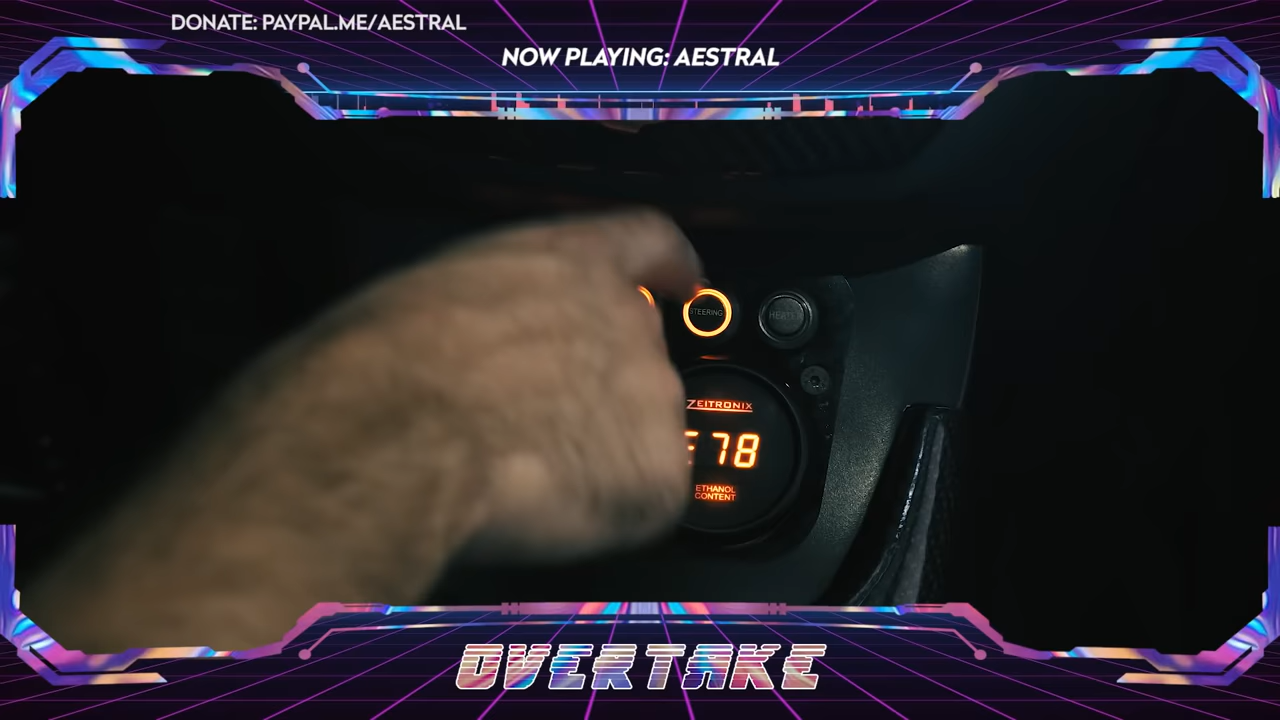 DONATE: PAYPAL.ME/AESTRAL
NOW PLAYING: AESTRAL
STEERING
ZEITRONIX
E 78
ETHANOL
CONTENT
OVERTAKE